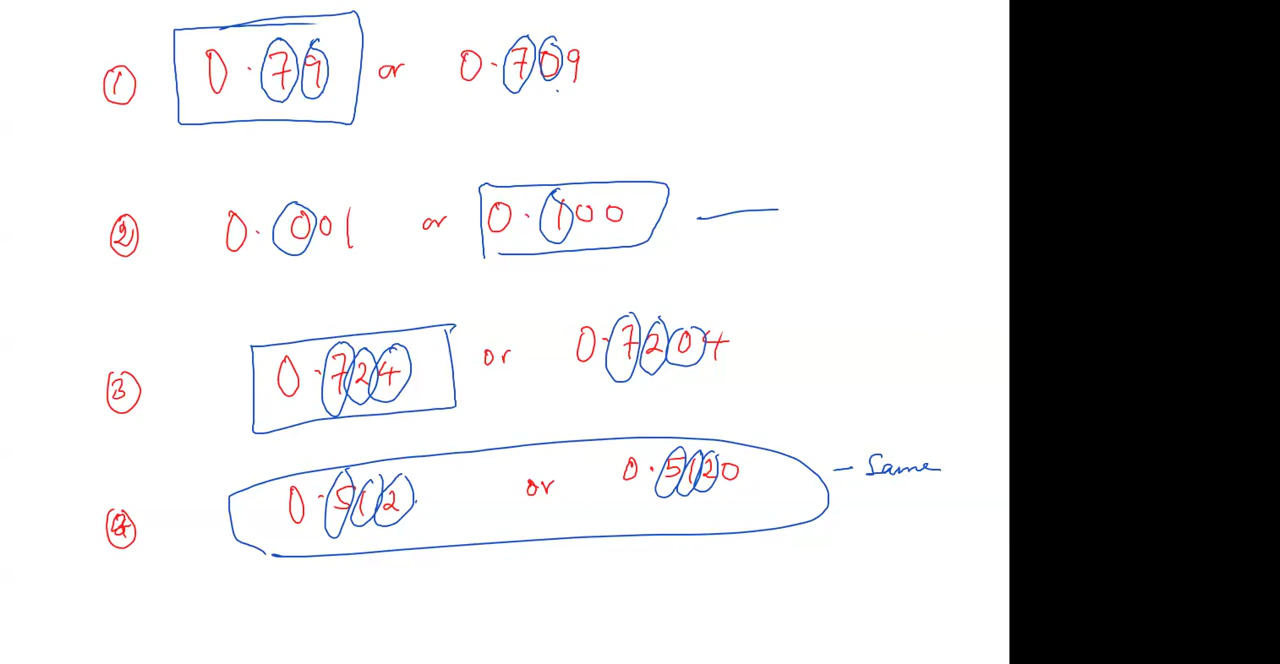 ① 0.79 or 0.709
② 0.001 or 0.100
③ 0.724 or 0.7204
④ 0.512 or 0.5120 - Same